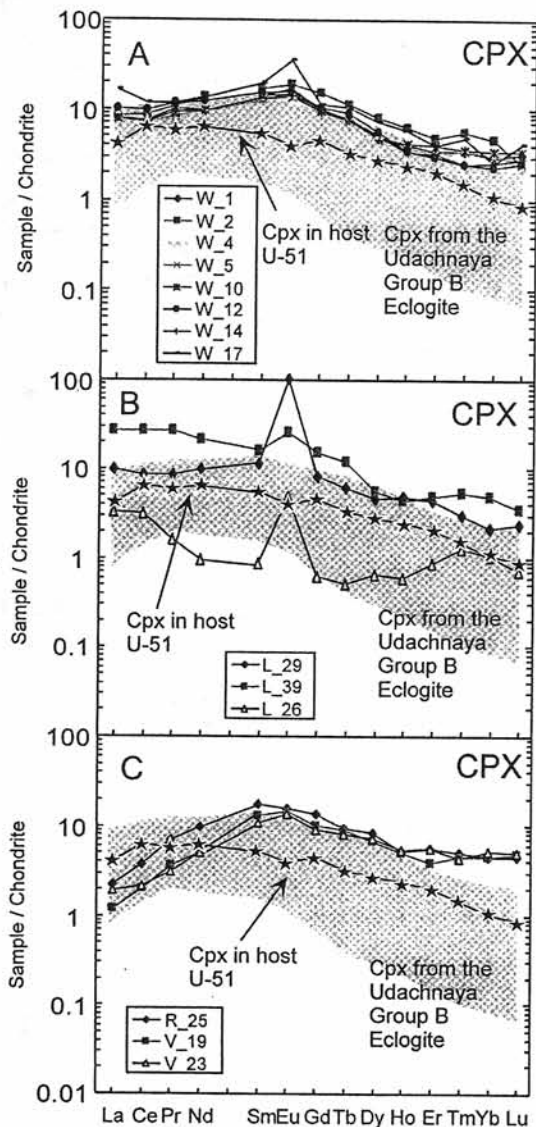 100
A
CPX
10
1
0.1
Sample / Chondrite
W_1
W_2
W_4
W_5
W_10
W_12
W_14
W_17
Cpx in host
U-51
Cpx from the
Udachnaya
Group B
Eclogite
100
B
CPX
10
1
0.1
Sample / Chondrite
Cpx in host
U-51
L_29
L_39
L_26
Cpx from the
Udachnaya
Group B
Eclogite
100
C
CPX
10
1
0.1
0.01
Sample / Chondrite
Cpx in host
U-51
R_25
V_19
V_23
Cpx from the
Udachnaya
Group B
Eclogite
La Ce Pr Nd Sm Eu Gd Tb Dy Ho Er Tm Yb Lu